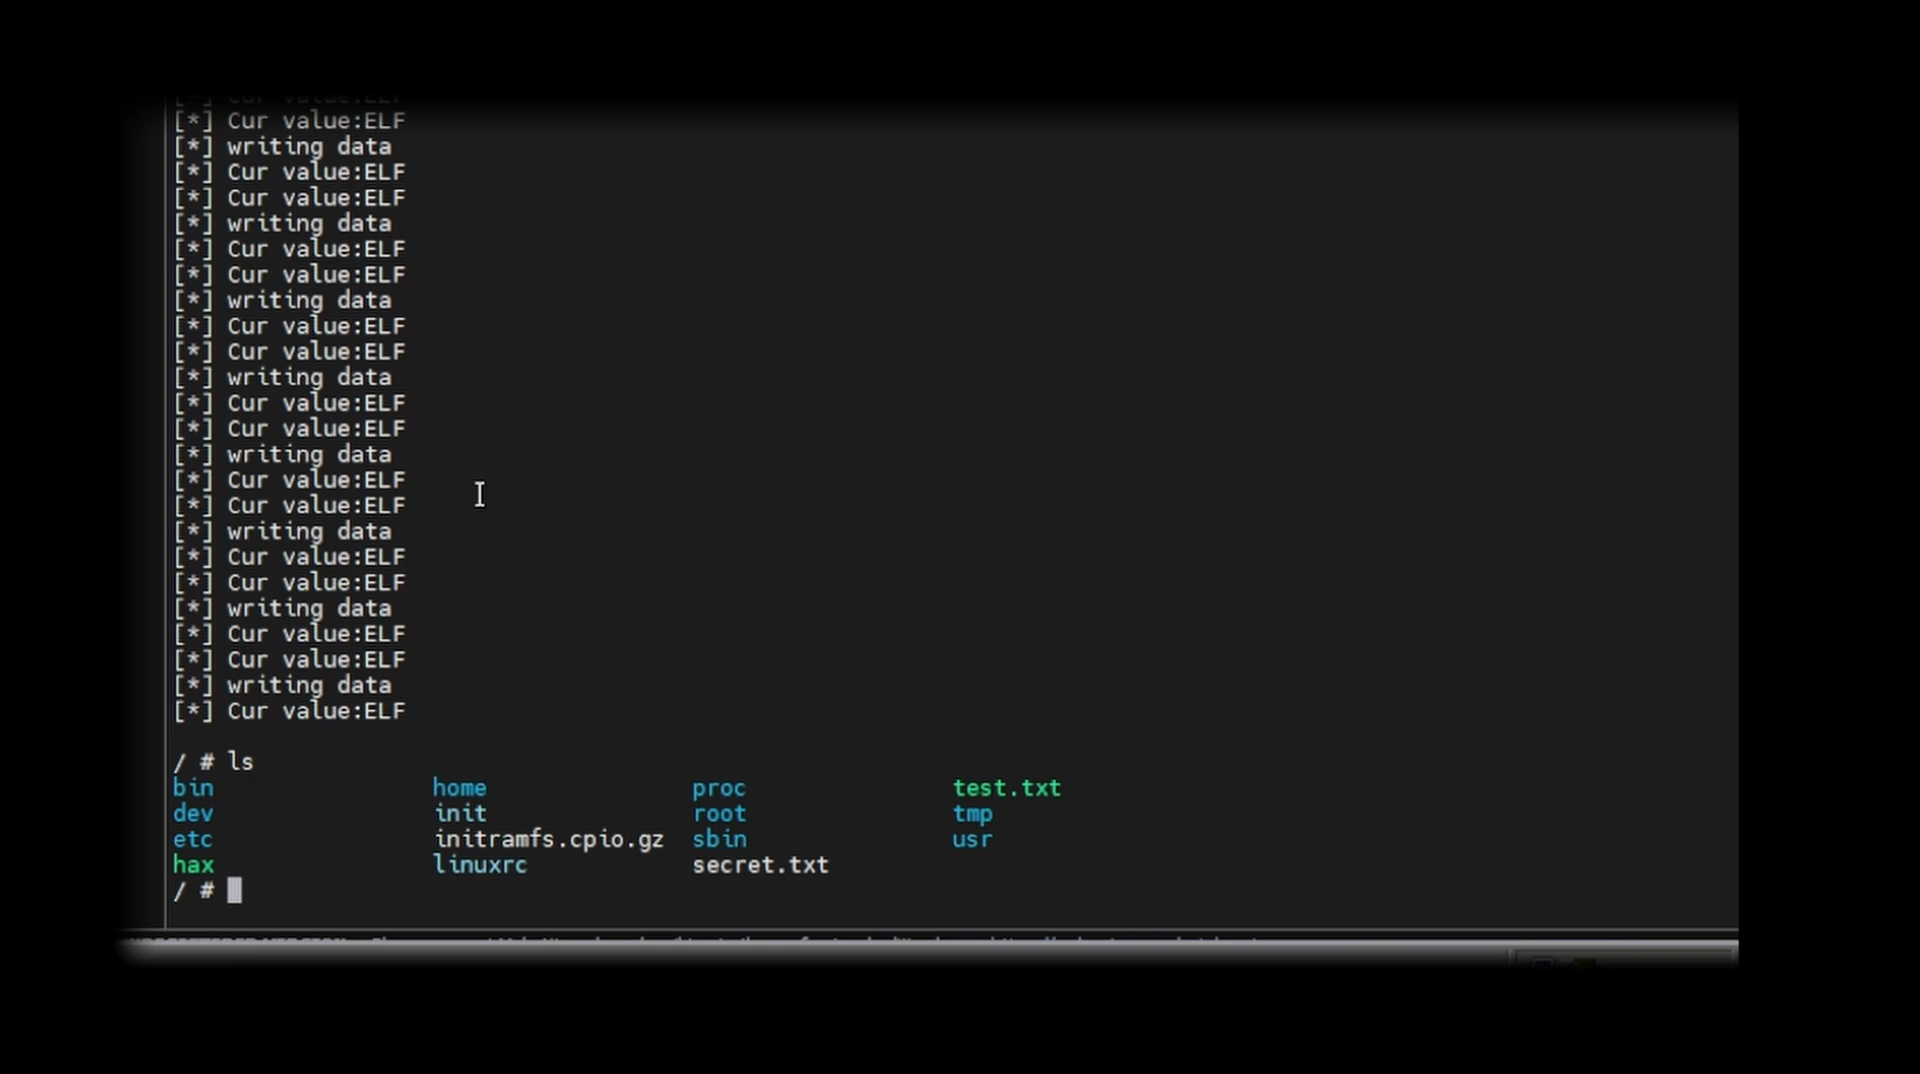 [*] Cur value:ELF
[*] Cur value:ELF
[*] writing data
[*] Cur value:ELF
[*] Cur value:ELF
[*] writing data
[*] Cur value:ELF
[*] Cur value:ELF
[*] writing data
[*] Cur value:ELF
[*] Cur value:ELF
[*] writing data
[*] Cur value:ELF
[*] Cur value:ELF
[*] writing data
[*] Cur value:ELF
[*] Cur value:ELF
[*] writing data
[*] Cur value:ELF
[*] Cur value:ELF
[*] writing data
[*] Cur value:ELF
[*] Cur value:ELF
[*] writing data
[*] Cur value:ELF
/ # ls
bin home proc test.txt
dev init root tmp
etc initramfs.cpio.gz sbin usr
hax linuxrc secret.txt
/ #